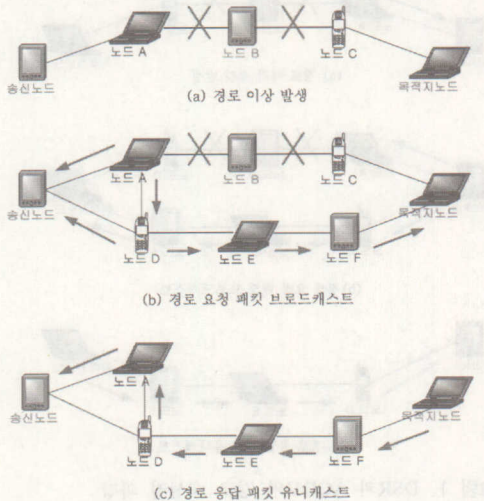 노드 A
노드 B
노드 C
송신노드
목적지노드
(a) 경로 이상 발생
노드 A
노드 B
노드 C
송신노드
목적지노드
노드 D
노드 E
노드 F
(b) 경로 요청 패킷 브로드캐스트
노드 A
송신노드
목적지노드
노드 D
노드 E
노드 F
(c) 경로 응답 패킷 유니캐스트